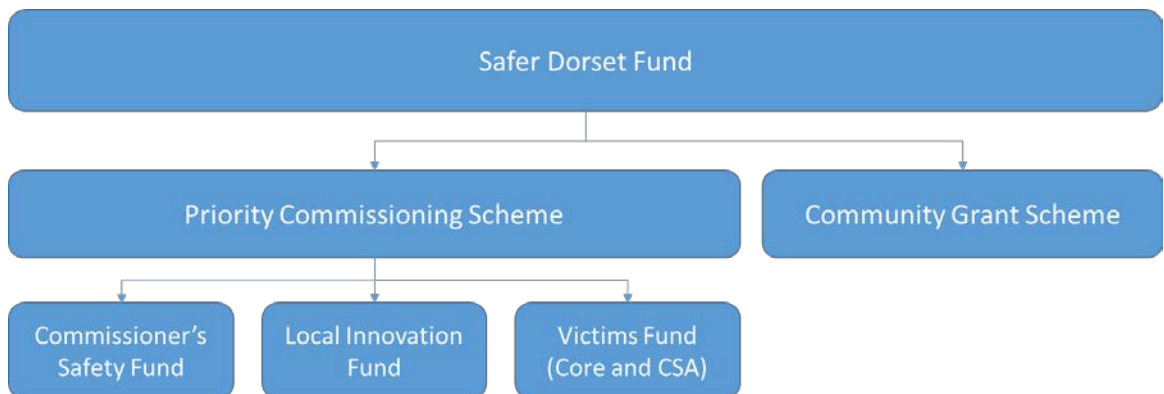 Safer Dorset Fund
Priority Commissioning Scheme
Community Grant Scheme
Commissioner’s
Safety Fund
Local Innovation
Fund
Victims Fund
(Core and CSA)